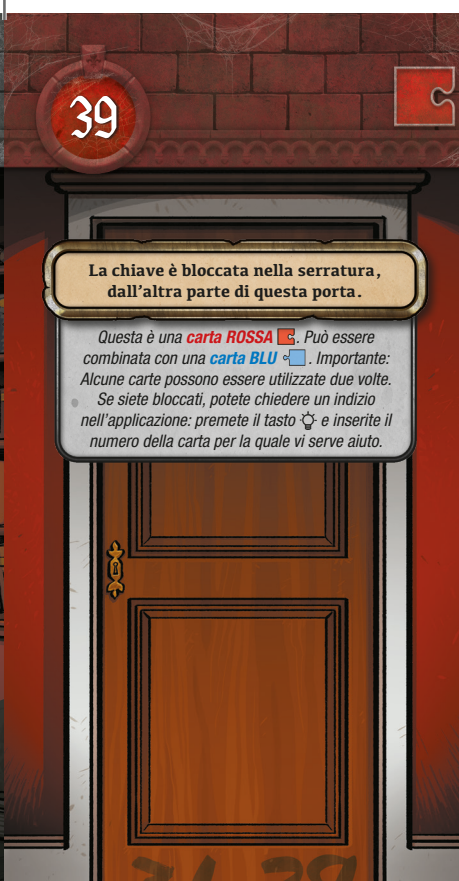 39
La chiave è bloccata nella serratura,
dall'altra parte di questa porta.
Questa è una carta ROSSA. Può essere
combinata con una carta BLU. Importante:
Alcune carte possono essere utilizzate due volte.
Se siete bloccati, potete chiedere un indizio
nell'applicazione: premete il tasto e inserite il
numero della carta per la quale vi serve aiuto.